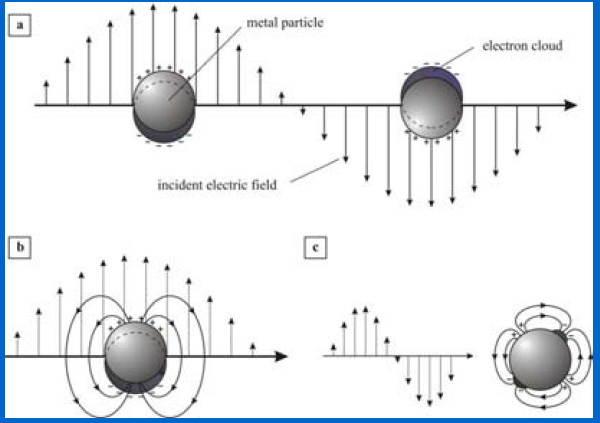 a
metal particle
electron cloud
incident electric field
b
c